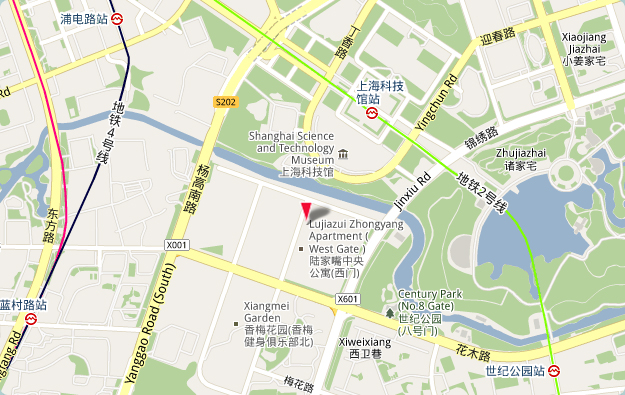 浦电路站
丁香路
迎春路
Xiaojiang
Jiazhai
小姜家宅
Rd
S202
地铁4号线
上海科技
馆站
Yingchun Rd
锦绣路
Shanghai Science
and Technology
Museum
上海科技馆
Zhujiazhai
诸家宅
杨高南路
Jinxiu Rd
地铁2号线
东方路
X001
Lujiazui Zhongyang
Apartment (
West Gate )
陆家嘴中央
公寓(西门)
蓝村路站
Yanggao Road (South)
X601
Century Park
(No.8 Gate)
世纪公园
(八号门)
Xiangmei
Garden
香梅花园(香梅
健身俱乐部北)
Xiweixiang
西卫巷
花木路
梅花路
世纪公园站